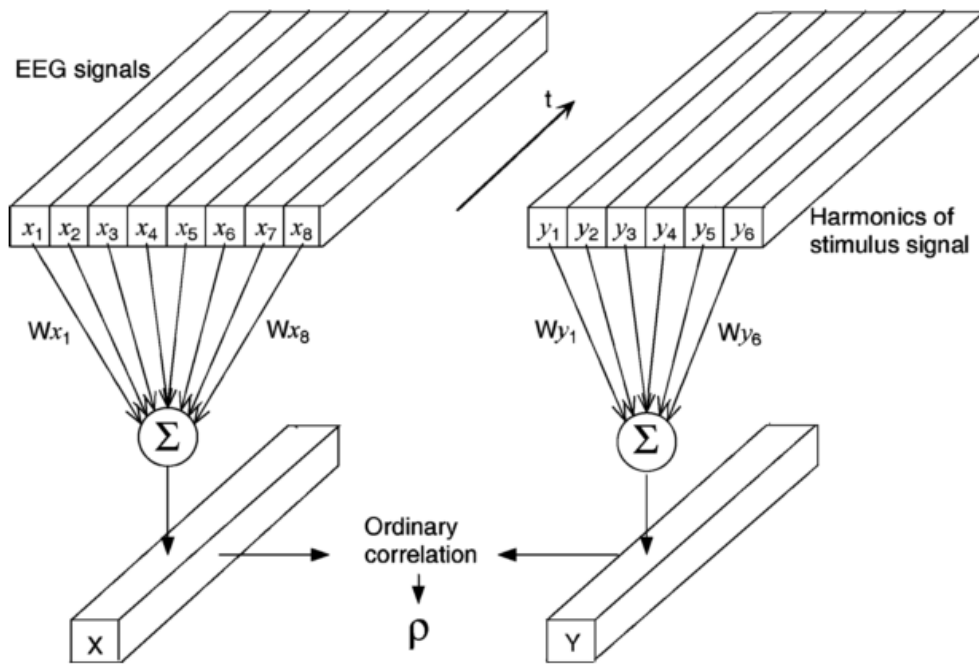 EEG signals
t
x₁ x₂ x₃ x₄ x₅ x₆ x₇ x₈
y₁ y₂ y₃ y₄ y₅ y₆
Harmonics of
stimulus signal
Wx₁
Wx₈
Wy₁
Wy₆
Σ
Σ
Ordinary
correlation
ρ
X
Y